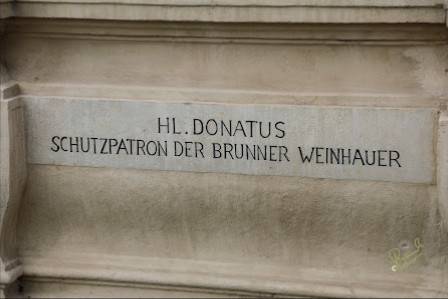 HL. DONATUS
SCHUTZPATRON DER BRUNNER WEINHAUER